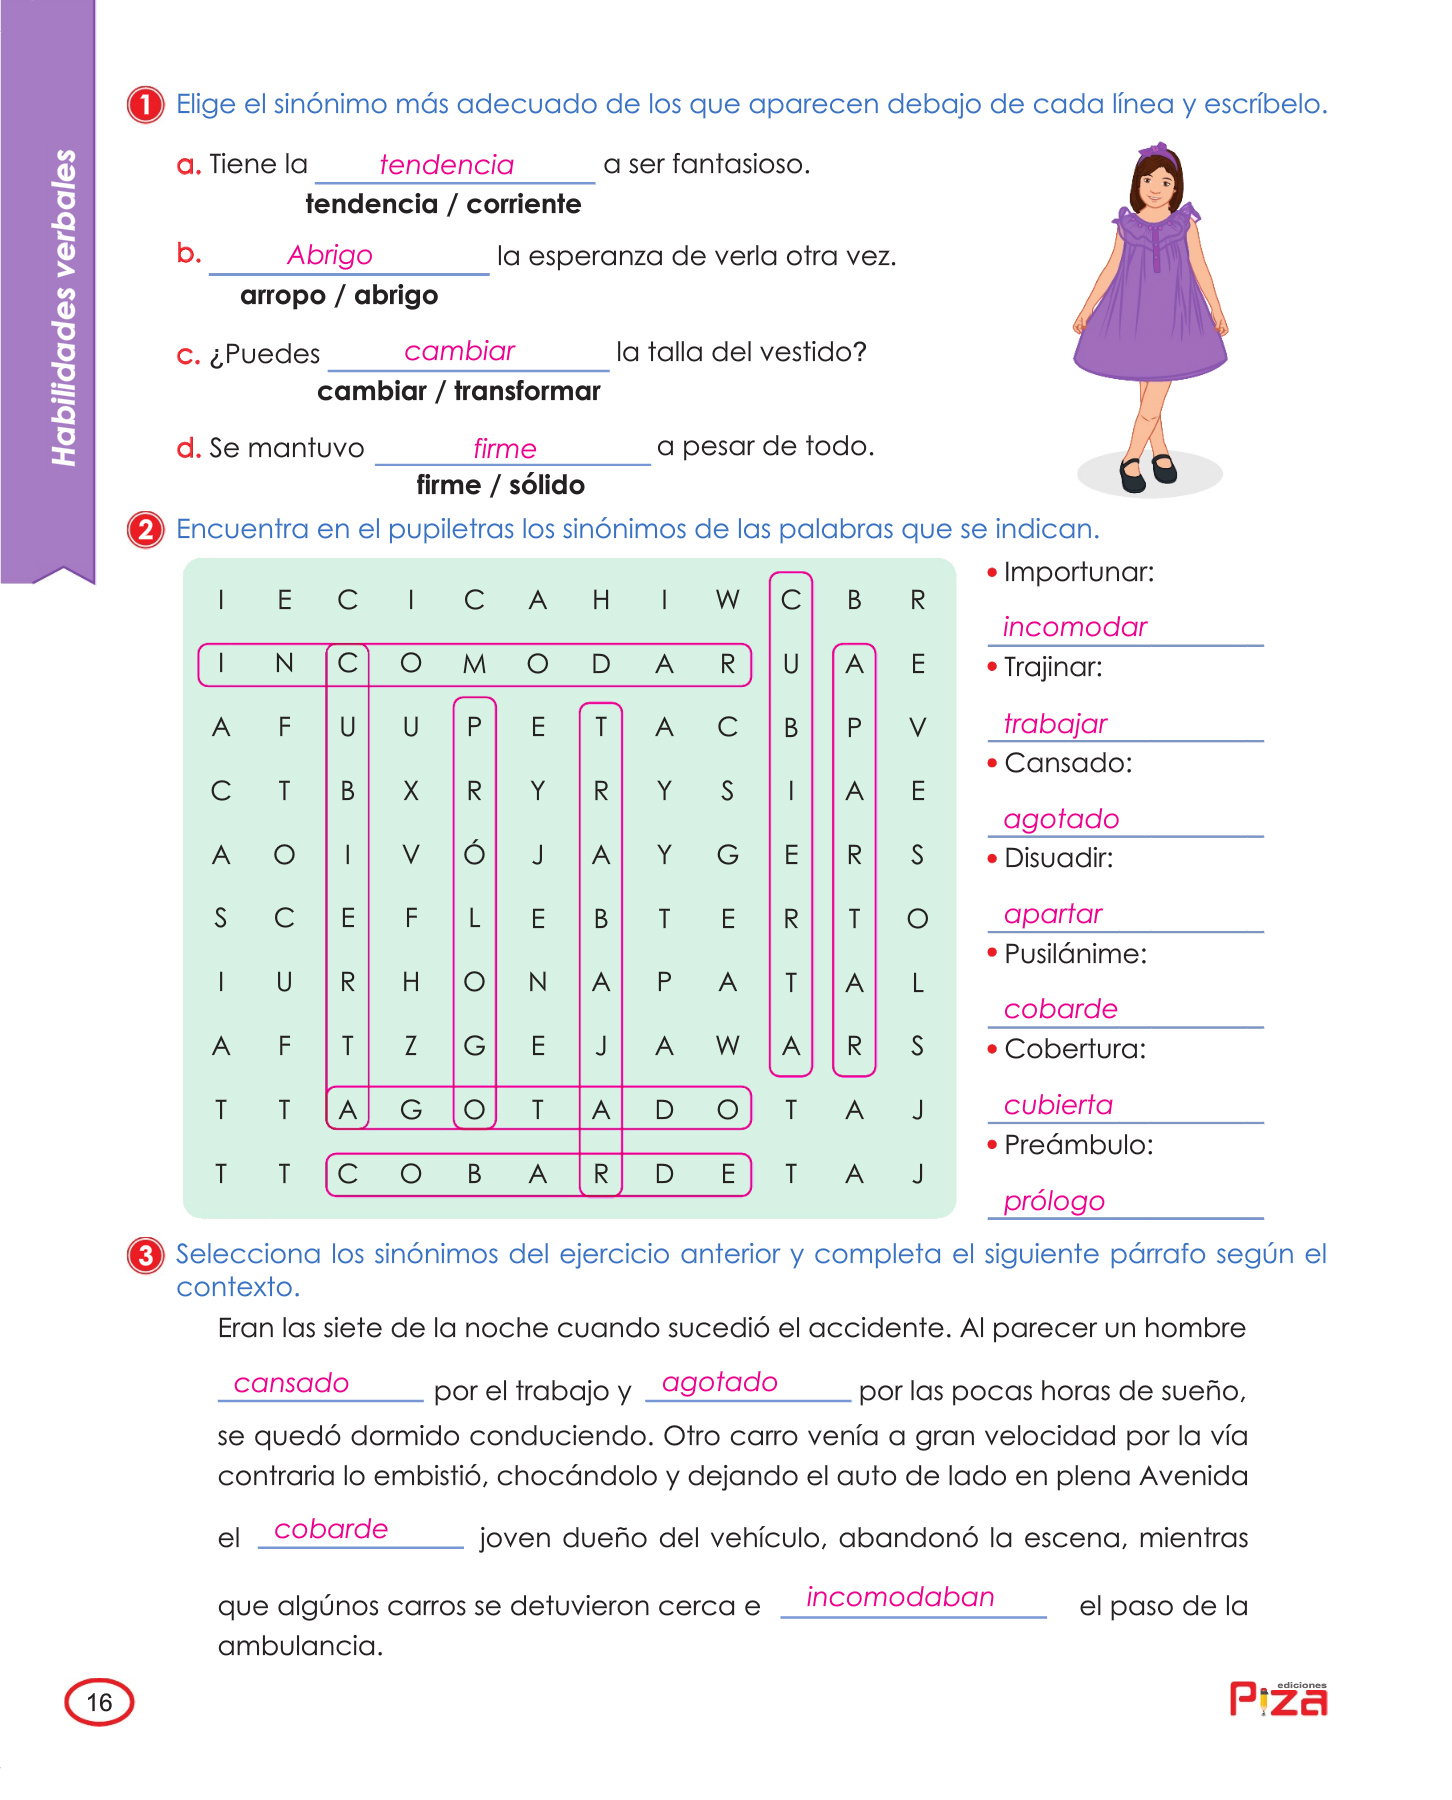 Habilidades verbales
1 Elige el sinónimo más adecuado de los que aparecen debajo de cada línea y escríbelo.
a. Tiene la tendencia a ser fantasioso.
tendencia / corriente
b. Abrigo la esperanza de verla otra vez.
arropo / abrigo
c. ¿Puedes cambiar la talla del vestido?
cambiar / transformar
d. Se mantuvo firme a pesar de todo.
firme / sólido
2 Encuentra en el pupiletras los sinónimos de las palabras que se indican.
I E C I C A H I W C B R
I N C O M O D A R U A E
A F U U P E T A C B P V
C T B X R Y R Y S I A E
A O I V Ó J A Y G E R S
S C E F L E B T E R T O
I U R H O N A P A T A L
A F T Z G E J A W A R S
T T A G O T A D O T A J
T T C O B A R D E T A J
• Importunar:
incomodar
• Trajinar:
trabajar
• Cansado:
agotado
• Disuadir:
apartar
• Pusilánime:
cobarde
• Cobertura:
cubierta
• Preámbulo:
prólogo
3 Selecciona los sinónimos del ejercicio anterior y completa el siguiente párrafo según el
contexto.
Eran las siete de la noche cuando sucedió el accidente. Al parecer un hombre
cansado por el trabajo y agotado por las pocas horas de sueño,
se quedó dormido conduciendo. Otro carro venía a gran velocidad por la vía
contraria lo embistió, chocándolo y dejando el auto de lado en plena Avenida
el cobarde joven dueño del vehículo, abandonó la escena, mientras
que algúnos carros se detuvieron cerca e incomodaban el paso de la
ambulancia.
16
ediciones
Piza